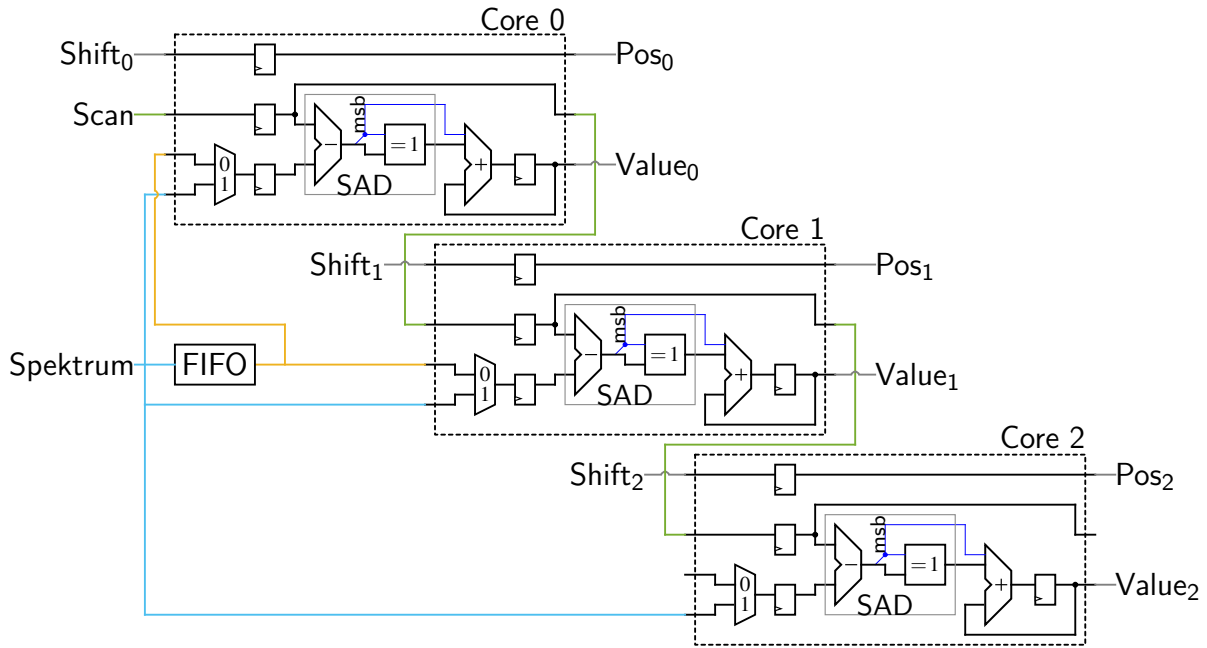 Core 0
Shift0 Pos0
Scan
msb
= 1
0
1
−
+
Value0
SAD
Core 1
Shift1 Pos1
msb
= 1
Spektrum FIFO
0
1
−
+
Value1
SAD
Core 2
Shift2 Pos2
msb
= 1
0
1
−
+
Value2
SAD